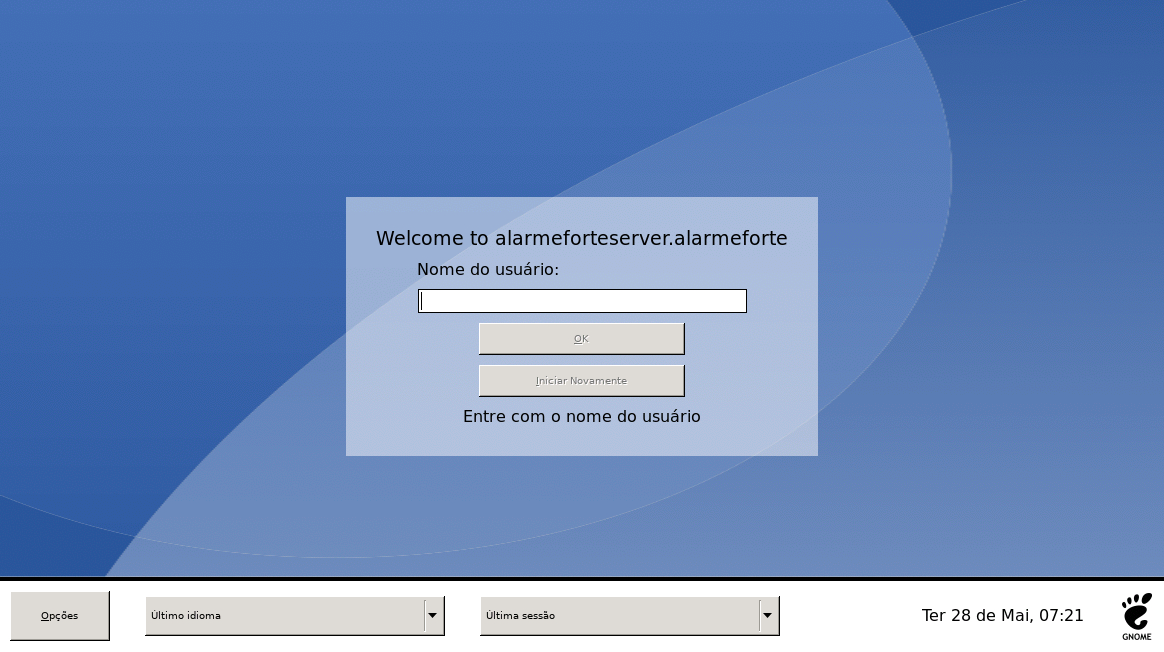 Welcome to alarmeforteserver.alarmeforte
Nome do usuário:
OK
Iniciar Novamente
Entre com o nome do usuário
Opções
Último idioma
Última sessão
Ter 28 de Mai, 07:21
GNOME